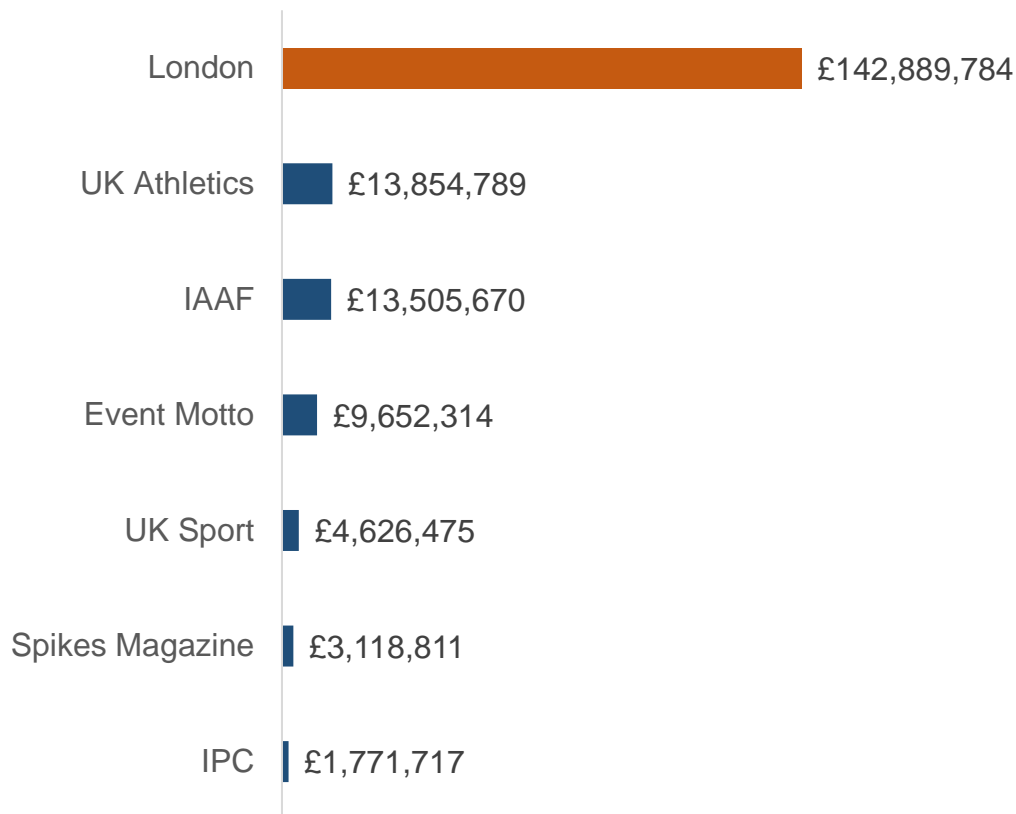 London £142,889,784
UK Athletics £13,854,789
IAAF £13,505,670
Event Motto £9,652,314
UK Sport £4,626,475
Spikes Magazine £3,118,811
IPC £1,771,717